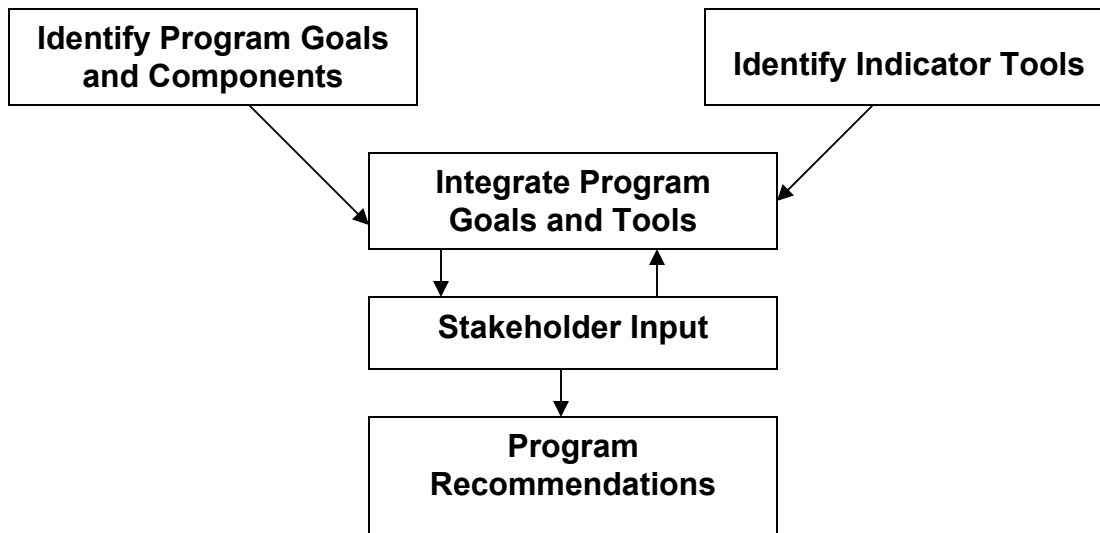 Identify Program Goals
and Components
Identify Indicator Tools
Integrate Program
Goals and Tools
Stakeholder Input
Program
Recommendations